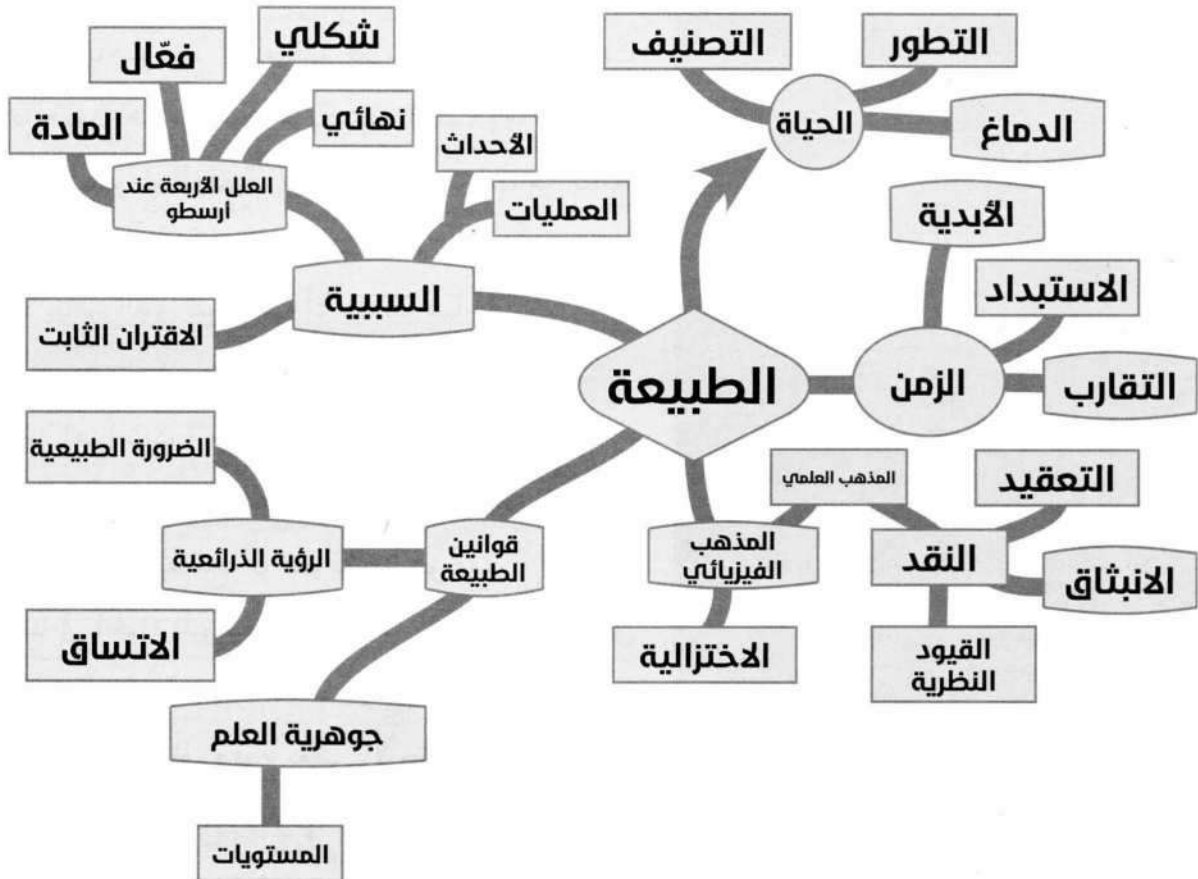 شكلي
فعّال
نهائي
المادة
العلل الأربعة عند
أرسطو
الأحداث
العمليات
السببية
الاقتران الثابت
التصنيف
التطور
الحياة
الدماغ
الأبدية
الاستبداد
الزمن
التقارب
الطبيعة
الضرورة الطبيعية
الرؤية الذرائعية
الاتساق
قوانين
الطبيعة
جوهرية العلم
المستويات
المذهب العلمي
المذهب
الفيزيائي
الاختزالية
التعقيد
النقد
الانبثاق
القيود
النظرية